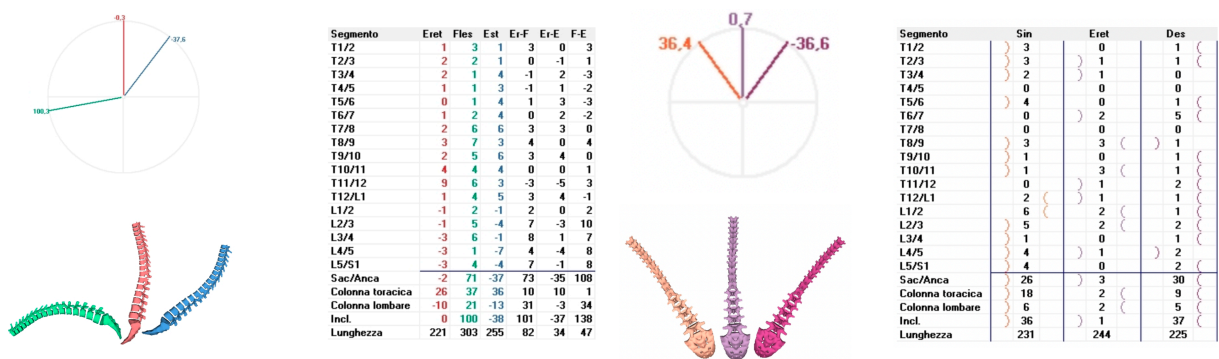 -0,3
-37,6
100,3
Segmento Eret Fles Est Er-F Er-E F-E
T1/2 1 3 1 3 0 3
T2/3 2 2 1 0 -1 1
T3/4 2 1 4 -1 2 -3
T4/5 1 1 3 -1 1 -2
T5/6 0 1 4 1 3 -3
T6/7 1 2 4 0 2 -2
T7/8 2 6 6 3 3 0
T8/9 3 7 3 4 0 4
T9/10 2 5 6 3 4 0
T10/11 4 4 4 0 0 1
T11/12 9 6 3 -3 -5 3
T12/L1 1 4 5 3 4 -1
L1/2 -1 2 -1 2 0 2
L2/3 -1 5 -4 7 -3 10
L3/4 -3 6 -1 8 1 7
L4/5 -3 1 -7 4 -4 8
L5/S1 -3 4 -4 7 -1 8
Sac/Anca -2 71 -37 73 -35 108
Colonna toracica 26 37 36 10 10 1
Colonna lombare -10 21 -13 31 -3 34
Incl. 0 100 -38 101 -37 138
Lunghezza 221 303 255 82 34 47
0,7
36,4
-36,6
Segmento Sin Eret Des
T1/2 3 0 1
T2/3 3 1 1
T3/4 2 1 0
T4/5 0 0 0
T5/6 4 0 1
T6/7 0 2 5
T7/8 0 0 0
T8/9 3 3 1
T9/10 1 0 1
T10/11 1 3 1
T11/12 0 1 2
T12/L1 2 1 1
L1/2 6 2 1
L2/3 5 2 2
L3/4 1 0 1
L4/5 4 1 2
L5/S1 4 0 2
Sac/Anca 26 3 30
Colonna toracica 18 2 9
Colonna lombare 6 2 5
Incl. 36 1 37
Lunghezza 231 244 225